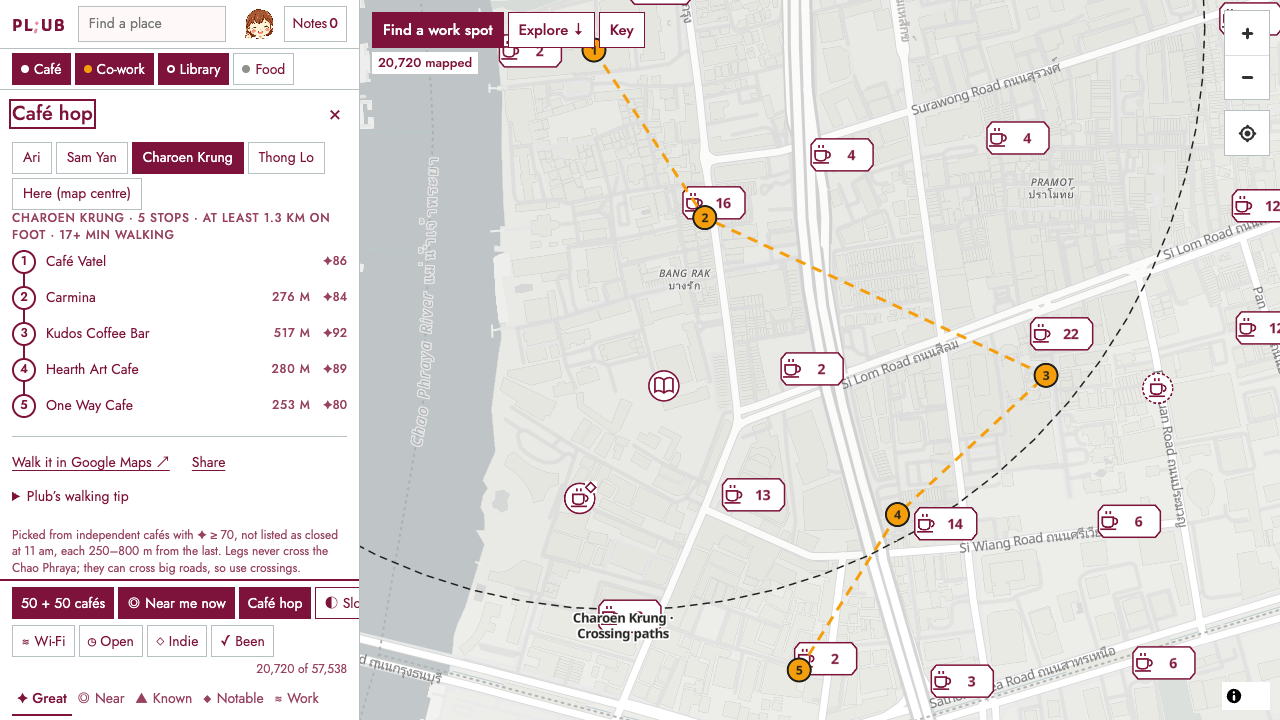 PL;UB
Find a place
Notes 0
Café
Co-work
Library
Food
Café hop
×
Ari
Sam Yan
Charoen Krung
Thong Lo
Here (map centre)
CHAROEN KRUNG · 5 STOPS · AT LEAST 1.3 KM ON
FOOT · 17+ MIN WALKING
1 Café Vatel ✦86
2 Carmina 276 M ✦84
3 Kudos Coffee Bar 517 M ✦92
4 Hearth Art Cafe 280 M ✦89
5 One Way Cafe 253 M ✦80
Walk it in Google Maps ↗
Share
▶ Plub's walking tip
Picked from independent cafés with ✦ ≥ 70, not listed as closed
at 11 am, each 250–800 m from the last. Legs never cross the
Chao Phraya; they can cross big roads, so use crossings.
50 + 50 cafés
◎ Near me now
Café hop
◐ Slo
≈ Wi-Fi
◷ Open
◇ Indie
✓ Been
20,720 of 57,538
✦ Great
◎ Near
▲ Known
◆ Notable
≈ Work
Find a work spot
Explore ↓
Key
20,720 mapped
+
−
2
1
4
4
Surawong Road ถนนสุรวงศ์
PRAMOT
ปราโมทย์
16
2
12
Si Lom Road ถนนสีลม
BANG RAK
บางรัก
Chao Phraya River แม่น้ำเจ้าพระยา
22
12
2
Si Lom Road ถนนสีลม
3
13
4
14
6
Si Wiang Road
Charoen Krung ·
Crossing paths
2
5
6
3
ถนนกรุงธนบุรี